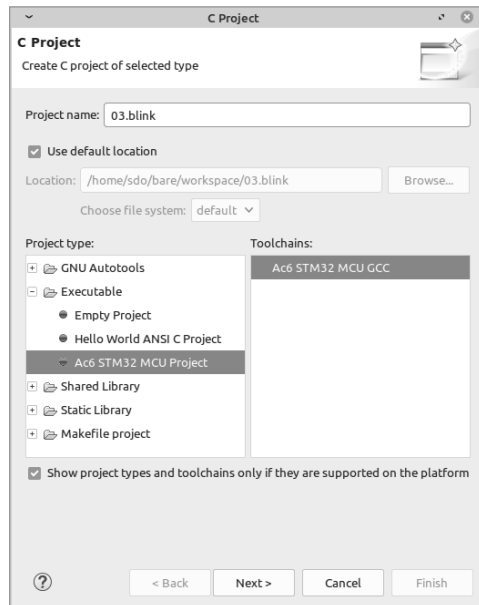 C Project
C Project
Create C project of selected type
Project name: 03.blink
Use default location
Location: /home/sdo/bare/workspace/03.blink Browse...
Choose file system: default
Project type: Toolchains:
GNU Autotools Ac6 STM32 MCU GCC
Executable
Empty Project
Hello World ANSI C Project
Ac6 STM32 MCU Project
Shared Library
Static Library
Makefile project
Show project types and toolchains only if they are supported on the platform
? < Back Next > Cancel Finish